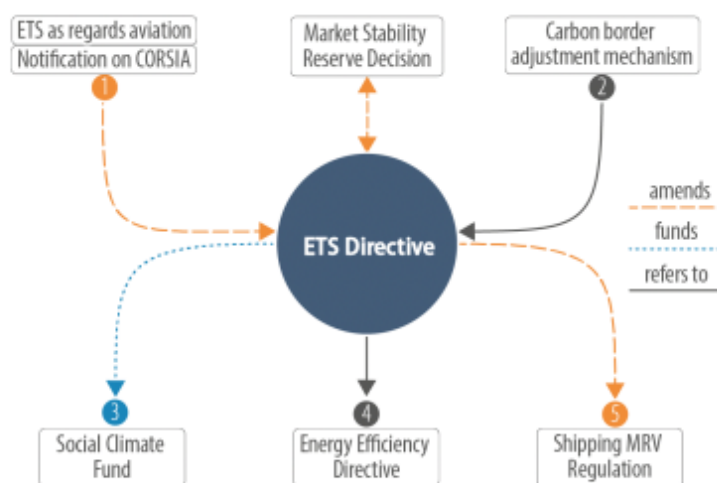 ETS as regards aviation
Notification on CORSIA
1
Market Stability
Reserve Decision
Carbon border
adjustment mechanism
2
amends
funds
refers to
ETS Directive
3
Social Climate
Fund
4
Energy Efficiency
Directive
5
Shipping MRV
Regulation